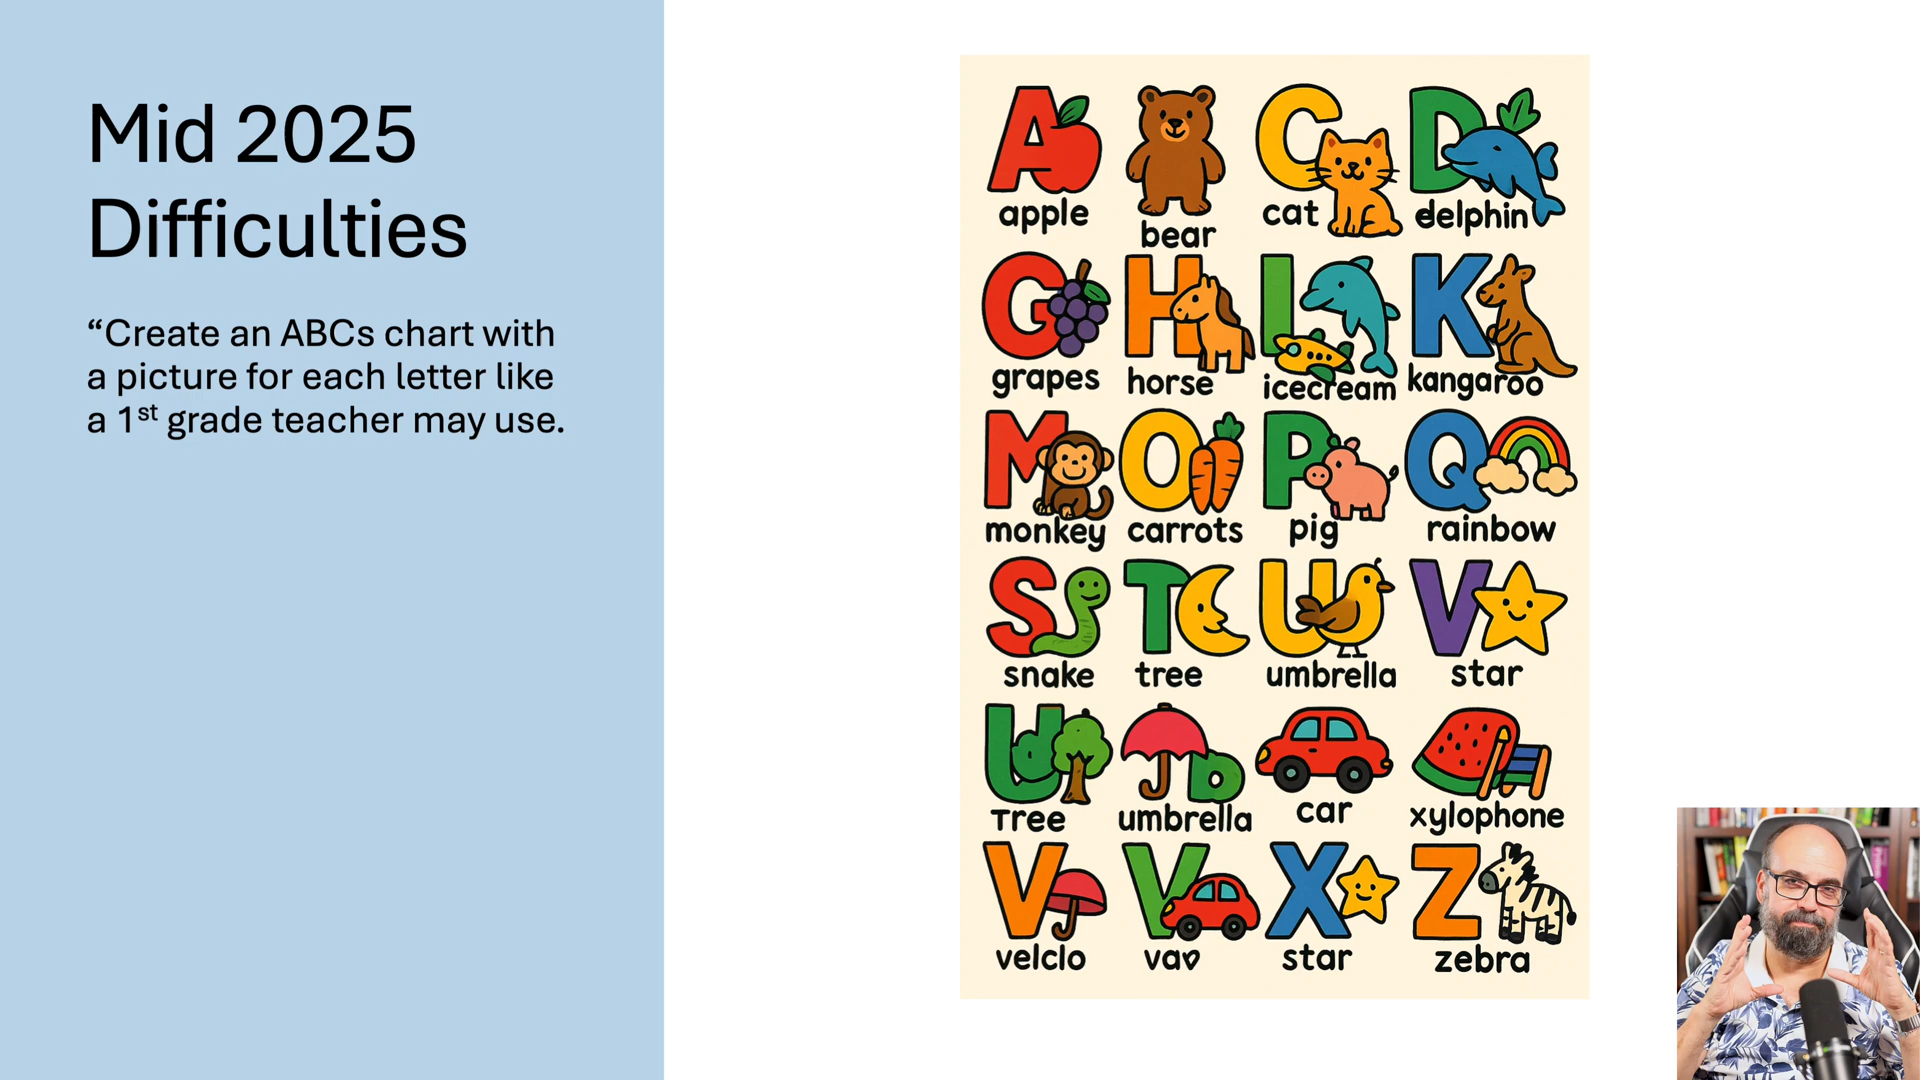 Mid 2025
Difficulties
“Create an ABCs chart with
a picture for each letter like
a 1st grade teacher may use.
A C D
apple bear cat delphin
G H I K
grapes horse icecream kangaroo
M O P Q
monkey carrots pig rainbow
S T U V
snake tree umbrella star
U D
Tree umbrella car xylophone
V V X Z
velclo vav star zebra